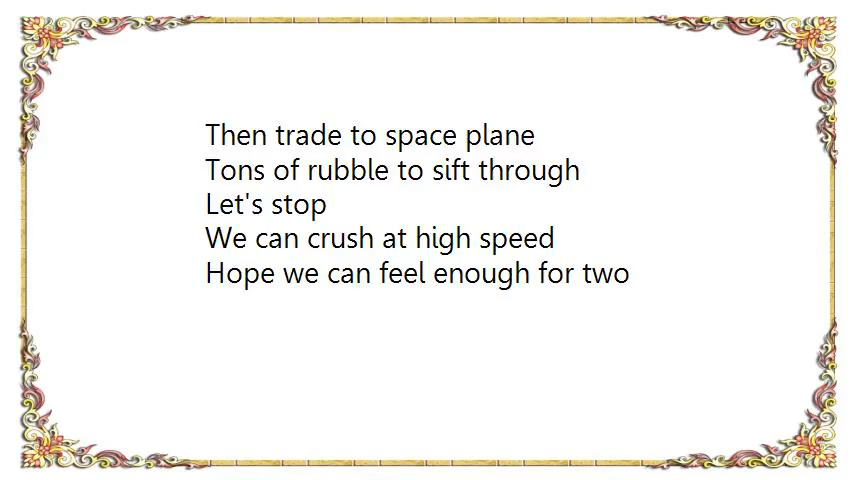 Then trade to space plane
Tons of rubble to sift through
Let's stop
We can crush at high speed
Hope we can feel enough for two